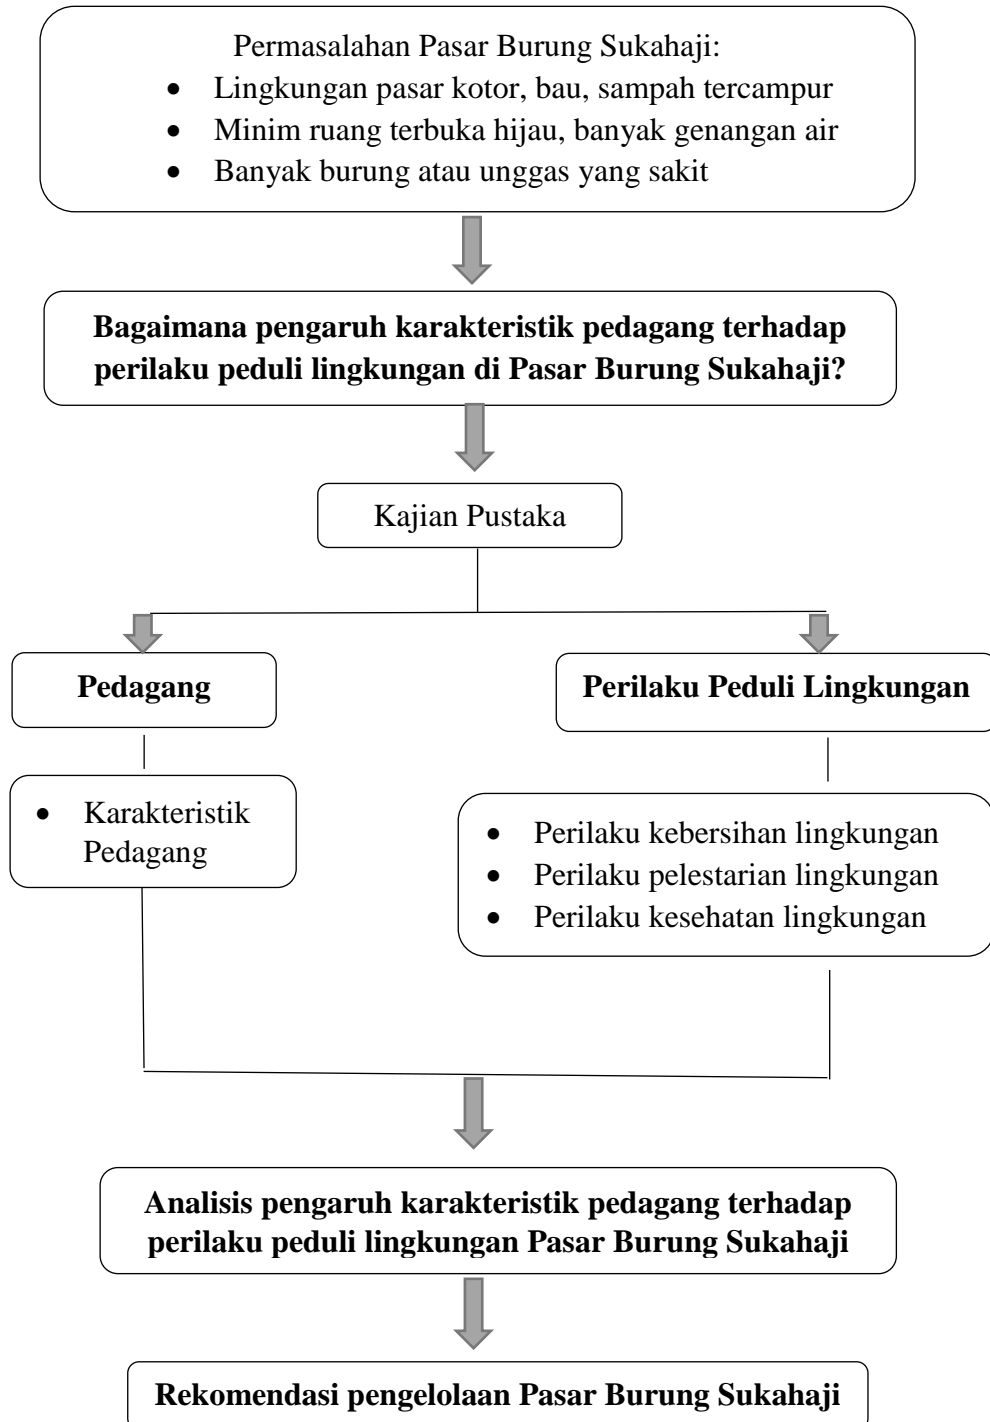 Permasalahan Pasar Burung Sukahaji:
• Lingkungan pasar kotor, bau, sampah tercampur
• Minim ruang terbuka hijau, banyak genangan air
• Banyak burung atau unggas yang sakit
Bagaimana pengaruh karakteristik pedagang terhadap
perilaku peduli lingkungan di Pasar Burung Sukahaji?
Kajian Pustaka
Pedagang
Perilaku Peduli Lingkungan
• Karakteristik
Pedagang
• Perilaku kebersihan lingkungan
• Perilaku pelestarian lingkungan
• Perilaku kesehatan lingkungan
Analisis pengaruh karakteristik pedagang terhadap
perilaku peduli lingkungan Pasar Burung Sukahaji
Rekomendasi pengelolaan Pasar Burung Sukahaji